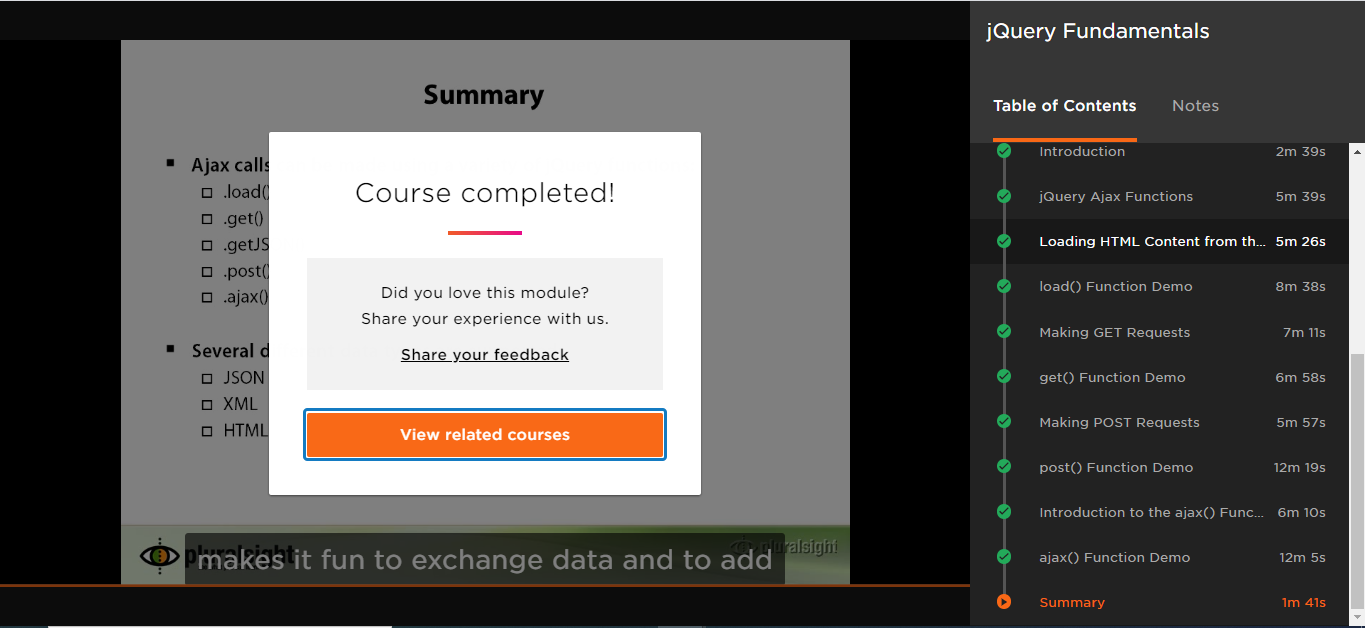 Summary
Ajax calls
.load()
.get()
.getJS
.post()
.ajax()
Several d
JSON
XML
HTML
Course completed!
Did you love this module?
Share your experience with us.
Share your feedback
View related courses
pluralsight
pluralsight
makes it fun to exchange data and to add
jQuery Fundamentals
Table of Contents Notes
Introduction 2m 39s
jQuery Ajax Functions 5m 39s
Loading HTML Content from th... 5m 26s
load() Function Demo 8m 38s
Making GET Requests 7m 11s
get() Function Demo 6m 58s
Making POST Requests 5m 57s
post() Function Demo 12m 19s
Introduction to the ajax() Func... 6m 10s
ajax() Function Demo 12m 5s
Summary 1m 41s